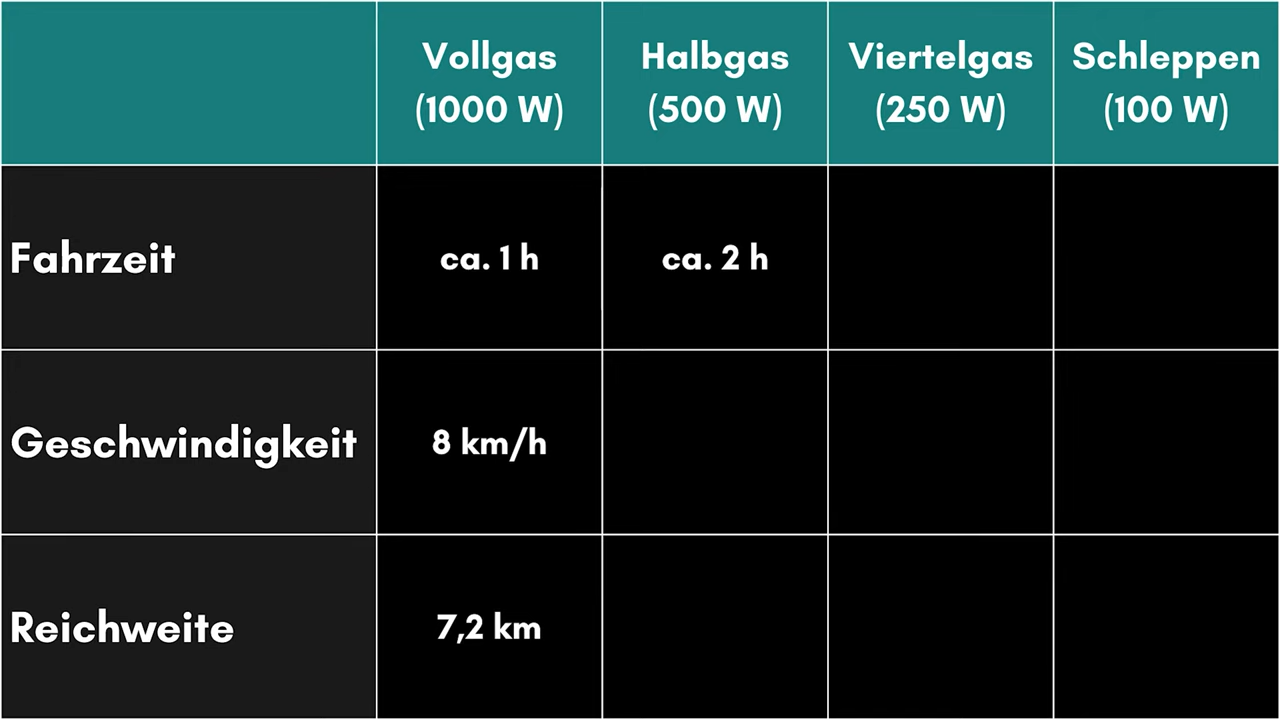 Vollgas
(1000 W)
Halbgas
(500 W)
Viertelgas
(250 W)
Schleppen
(100 W)
Fahrzeit
ca. 1 h
ca. 2 h
Geschwindigkeit
8 km/h
Reichweite
7,2 km